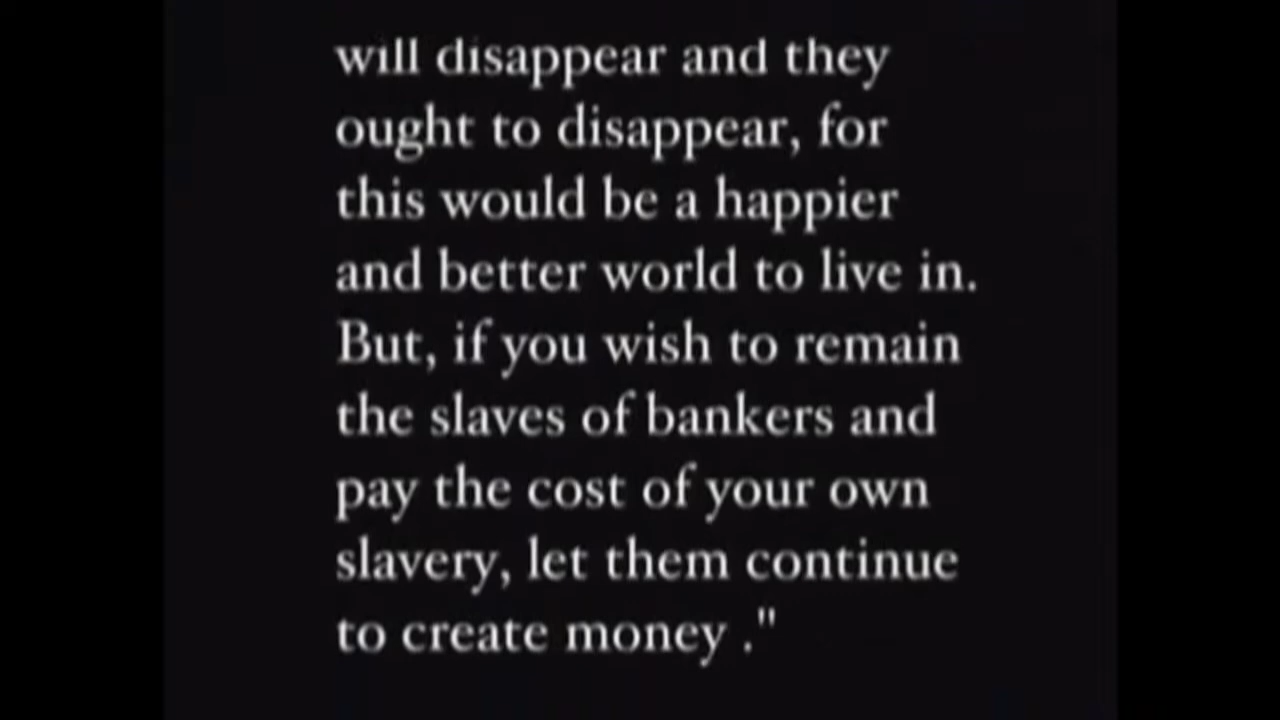 will disappear and they
ought to disappear, for
this would be a happier
and better world to live in.
But, if you wish to remain
the slaves of bankers and
pay the cost of your own
slavery, let them continue
to create money ."